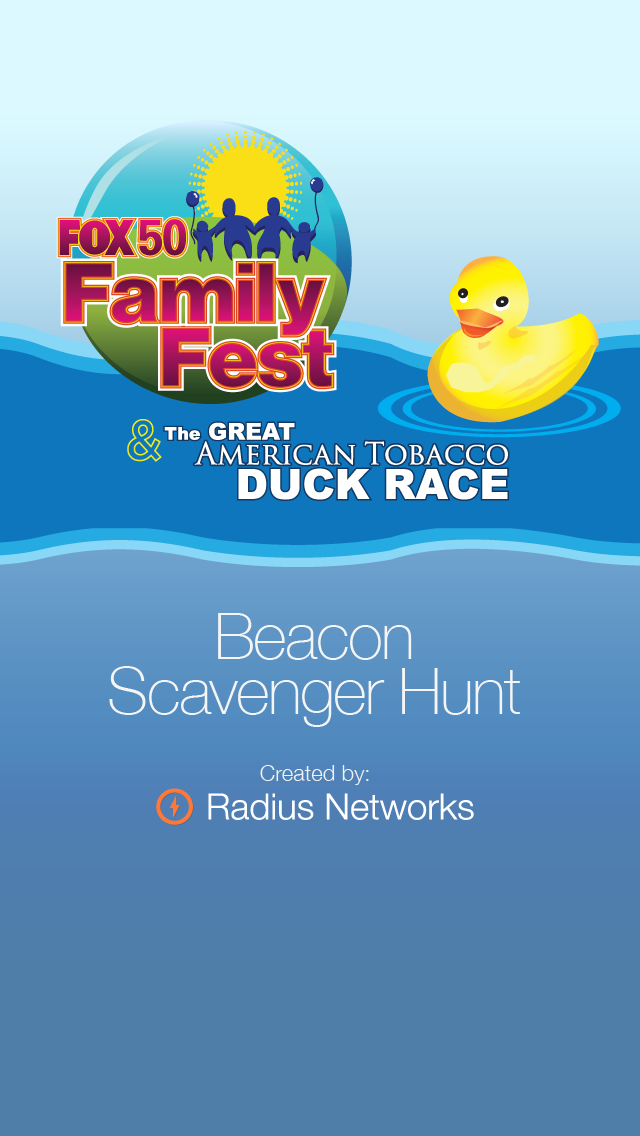 FOX 50
Family
Fest
& The GREAT
AMERICAN TOBACCO
DUCK RACE
Beacon
Scavenger Hunt
Created by:
Radius Networks